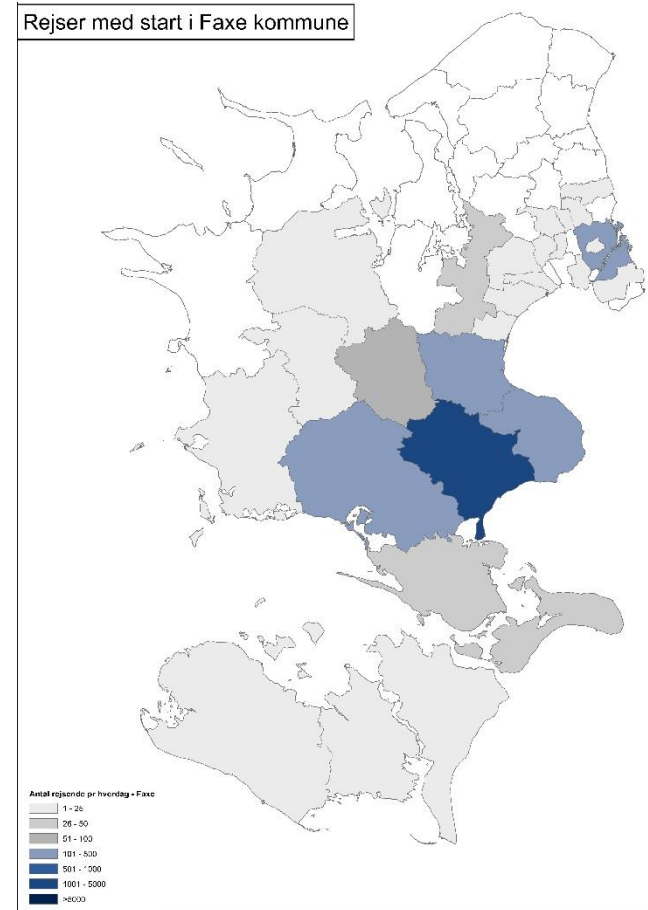 Rejser med start i Faxe kommune
Antal rejsende pr hverdag - Faxe
1 - 25
26 - 50
51 - 100
101 - 500
501 - 1000
1001 - 5000
>5000